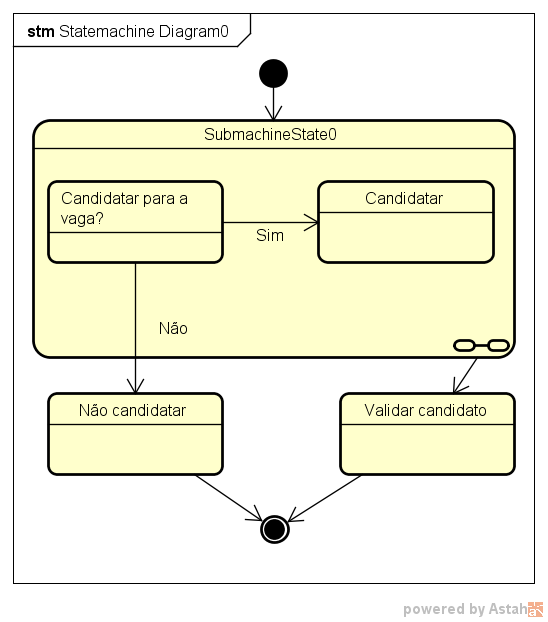 stm Statemachine Diagram0
SubmachineState0
Candidatar para a
vaga?
Candidatar
Sim
Não
Não candidatar
Validar candidato
powered by Astah